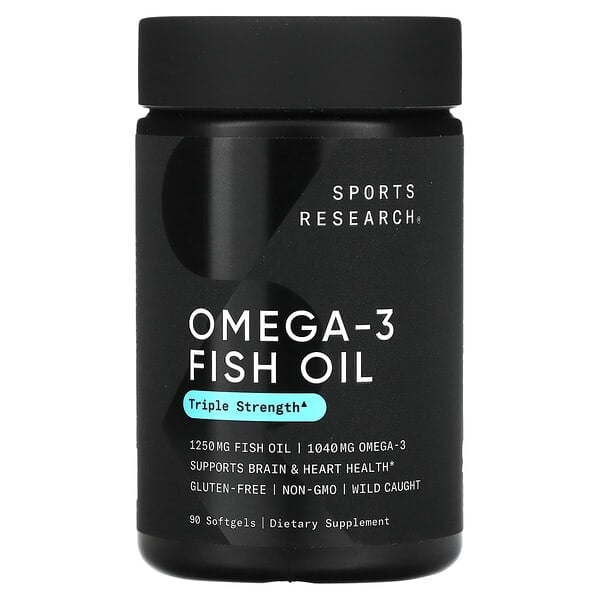 SPORTS
RESEARCH®
OMEGA-3
FISH OIL
Triple Strength▲
1250MG FISH OIL | 1040MG OMEGA-3
SUPPORTS BRAIN & HEART HEALTH*
GLUTEN-FREE | NON-GMO | WILD CAUGHT
90 Softgels | Dietary Supplement